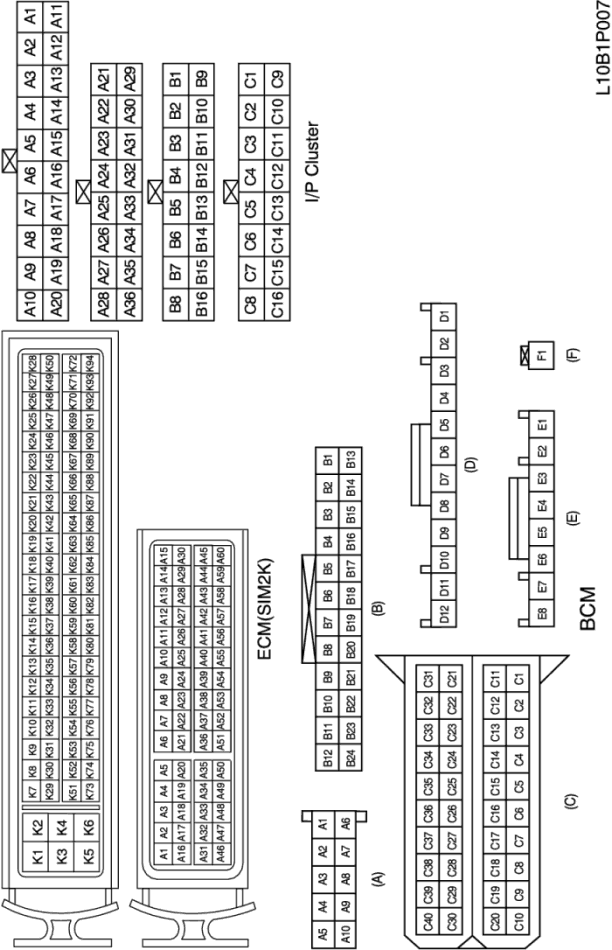 K1 K2
K3 K4
K5 K6
K7 K8 K9 K10 K11 K12 K13 K14 K15 K16 K17 K18 K19 K20 K21 K22 K23 K24 K25 K26 K27 K28
K29 K30 K31 K32 K33 K34 K35 K36 K37 K38 K39 K40 K41 K42 K43 K44 K45 K46 K47 K48 K49 K50
K51 K52 K53 K54 K55 K56 K57 K58 K59 K60 K61 K62 K63 K64 K65 K66 K67 K68 K69 K70 K71 K72
K73 K74 K75 K76 K77 K78 K79 K80 K81 K82 K83 K84 K85 K86 K87 K88 K89 K90 K91 K92 K93 K94
A1 A2 A3 A4 A5 A6 A7 A8 A9 A10 A11 A12 A13 A14 A15
A16 A17 A18 A19 A20 A21 A22 A23 A24 A25 A26 A27 A28 A29 A30
A31 A32 A33 A34 A35 A36 A37 A38 A39 A40 A41 A42 A43 A44 A45
A46 A47 A48 A49 A50 A51 A52 A53 A54 A55 A56 A57 A58 A59 A60
ECM(SIM2K)
A10 A9 A8 A7 A6 A5 A4 A3 A2 A1
A20 A19 A18 A17 A16 A15 A14 A13 A12 A11
A28 A27 A26 A25 A24 A23 A22 A21
A36 A35 A34 A33 A32 A31 A30 A29
B8 B7 B6 B5 B4 B3 B2 B1
B16 B15 B14 B13 B12 B11 B10 B9
C8 C7 C6 C5 C4 C3 C2 C1
C16 C15 C14 C13 C12 C11 C10 C9
I/P Cluster
A5 A4 A3 A2 A1
A10 A9 A8 A7 A6
(A)
B12 B11 B10 B9 B8 B7 B6 B5 B4 B3 B2 B1
B24 B23 B22 B21 B20 B19 B18 B17 B16 B15 B14 B13
(B)
C40 C39 C38 C37 C36 C35 C34 C33 C32 C31
C30 C29 C28 C27 C26 C25 C24 C23 C22 C21
C20 C19 C18 C17 C16 C15 C14 C13 C12 C11
C10 C9 C8 C7 C6 C5 C4 C3 C2 C1
(C)
D12 D11 D10 D9 D8 D7 D6 D5 D4 D3 D2 D1
(D)
E8 E7 E6 E5 E4 E3 E2 E1
(E)
F1
(F)
BCM
L10B1P007